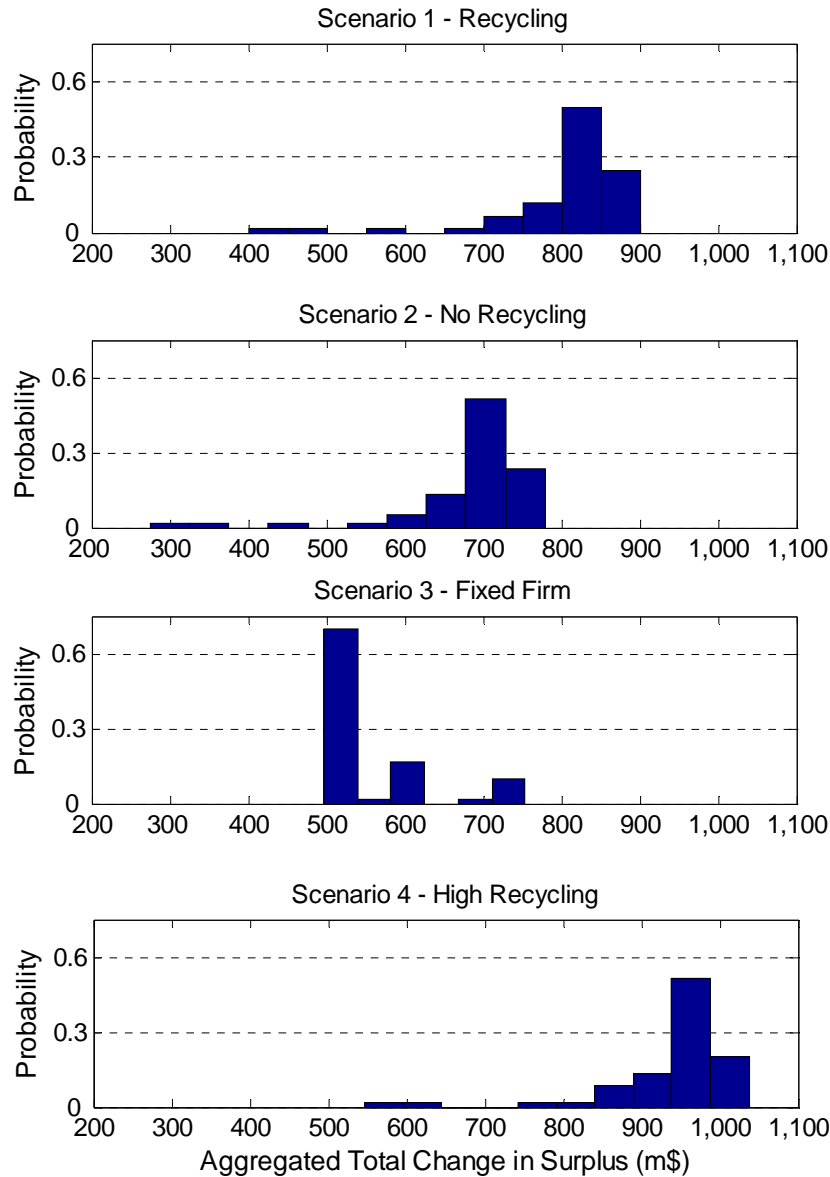 Scenario 1 - Recycling
Probability
0.6
0.3
0
200 300 400 500 600 700 800 900 1,000 1,100
Scenario 2 - No Recycling
Probability
0.6
0.3
0
200 300 400 500 600 700 800 900 1,000 1,100
Scenario 3 - Fixed Firm
Probability
0.6
0.3
0
200 300 400 500 600 700 800 900 1,000 1,100
Scenario 4 - High Recycling
Probability
0.6
0.3
0
200 300 400 500 600 700 800 900 1,000 1,100
Aggregated Total Change in Surplus (m$)